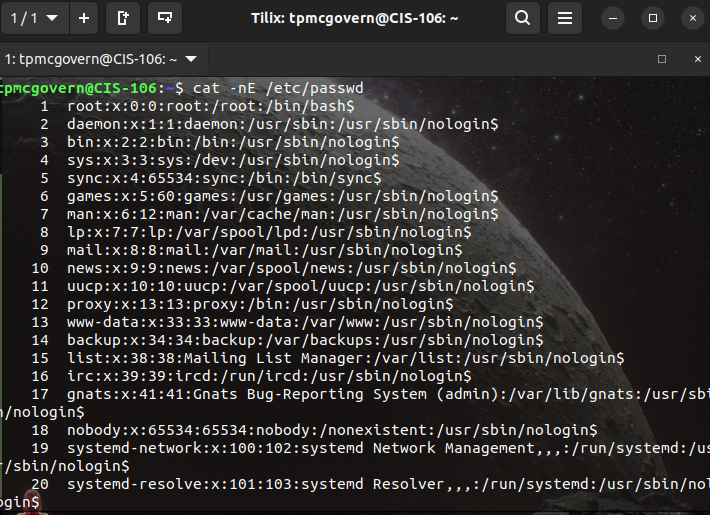 1 / 1
Tilix: tpmcgovern@CIS-106: ~
1: tpmcgovern@CIS-106: ~
tpmcgovern@CIS-106:~$ cat -nE /etc/passwd
     1  root:x:0:0:root:/root:/bin/bash$
     2  daemon:x:1:1:daemon:/usr/sbin:/usr/sbin/nologin$
     3  bin:x:2:2:bin:/bin:/usr/sbin/nologin$
     4  sys:x:3:3:sys:/dev:/usr/sbin/nologin$
     5  sync:x:4:65534:sync:/bin:/bin/sync$
     6  games:x:5:60:games:/usr/games:/usr/sbin/nologin$
     7  man:x:6:12:man:/var/cache/man:/usr/sbin/nologin$
     8  lp:x:7:7:lp:/var/spool/lpd:/usr/sbin/nologin$
     9  mail:x:8:8:mail:/var/mail:/usr/sbin/nologin$
    10  news:x:9:9:news:/var/spool/news:/usr/sbin/nologin$
    11  uucp:x:10:10:uucp:/var/spool/uucp:/usr/sbin/nologin$
    12  proxy:x:13:13:proxy:/bin:/usr/sbin/nologin$
    13  www-data:x:33:33:www-data:/var/www:/usr/sbin/nologin$
    14  backup:x:34:34:backup:/var/backups:/usr/sbin/nologin$
    15  list:x:38:38:Mailing List Manager:/var/list:/usr/sbin/nologin$
    16  irc:x:39:39:ircd:/run/ircd:/usr/sbin/nologin$
    17  gnats:x:41:41:Gnats Bug-Reporting System (admin):/var/lib/gnats:/usr/sbi
n/nologin$
    18  nobody:x:65534:65534:nobody:/nonexistent:/usr/sbin/nologin$
    19  systemd-network:x:100:102:systemd Network Management,,,:/run/systemd:/us
r/sbin/nologin$
    20  systemd-resolve:x:101:103:systemd Resolver,,,:/run/systemd:/usr/sbin/nol
ogin$